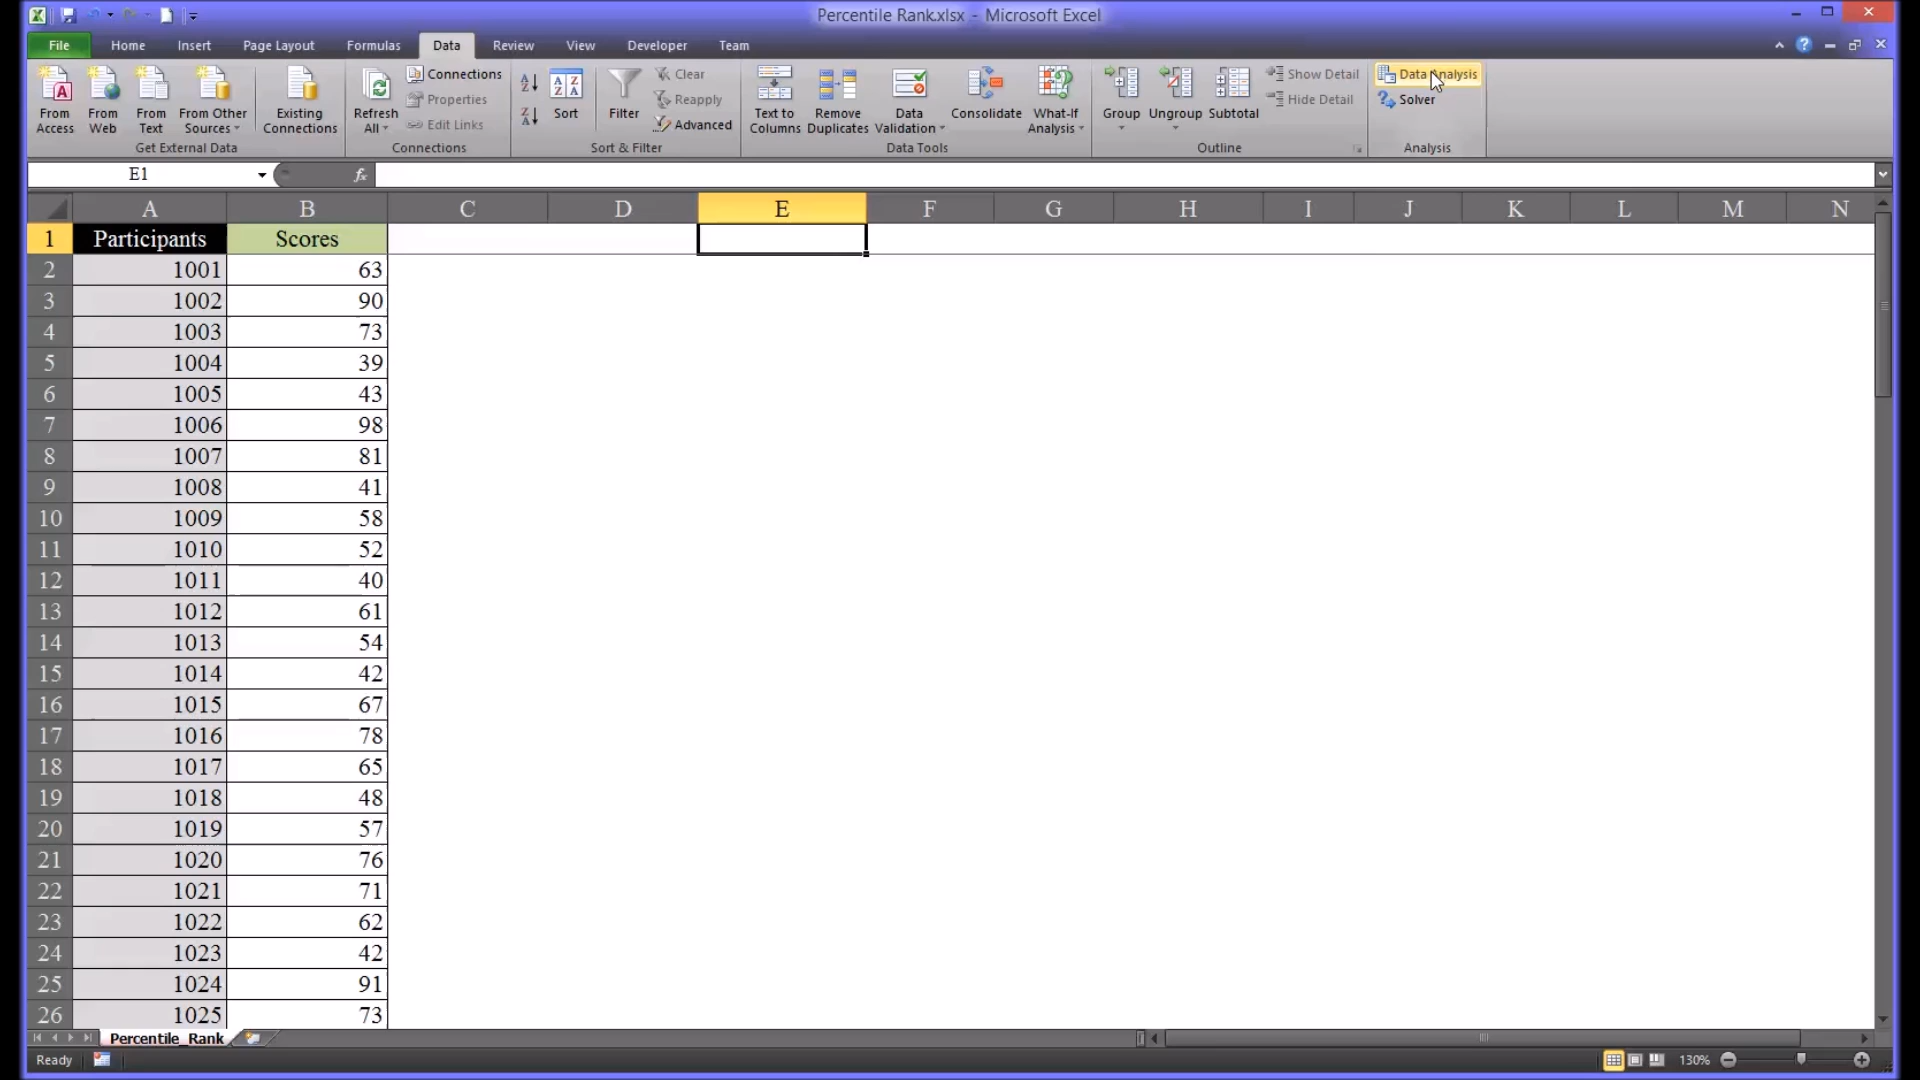 Percentile Rank.xlsx - Microsoft Excel
File Home Insert Page Layout Formulas Data Review View Developer Team
From Access From Web From Text From Other Sources Existing Connections
Get External Data
Refresh All Connections Properties Edit Links
Connections
Sort Filter Clear Reapply Advanced
Sort & Filter
Text to Columns Remove Duplicates Data Validation Consolidate What-If Analysis
Data Tools
Group Ungroup Subtotal Show Detail Hide Detail
Outline
Data Analysis Solver
Analysis
E1 fx
A B C D E F G H I J K L M N
1 Participants Scores
2 1001 63
3 1002 90
4 1003 73
5 1004 39
6 1005 43
7 1006 98
8 1007 81
9 1008 41
10 1009 58
11 1010 52
12 1011 40
13 1012 61
14 1013 54
15 1014 42
16 1015 67
17 1016 78
18 1017 65
19 1018 48
20 1019 57
21 1020 76
22 1021 71
23 1022 62
24 1023 42
25 1024 91
26 1025 73
Percentile_Rank
Ready 130%